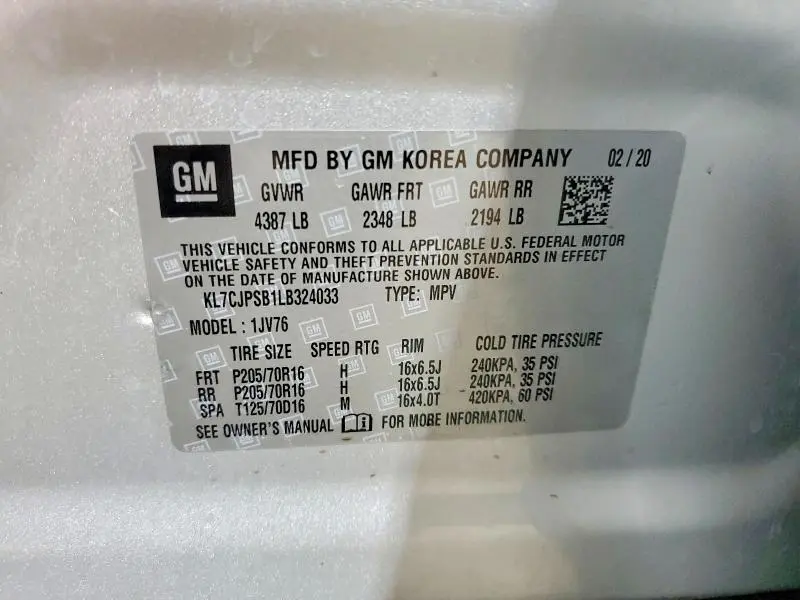 GM MFD BY GM KOREA COMPANY 02 / 20
GVWR GAWR FRT GAWR RR
4387 LB 2348 LB 2194 LB
THIS VEHICLE CONFORMS TO ALL APPLICABLE U.S. FEDERAL MOTOR
VEHICLE SAFETY AND THEFT PREVENTION STANDARDS IN EFFECT
ON THE DATE OF MANUFACTURE SHOWN ABOVE.
KL7CJPSB1LB324033 TYPE: MPV
MODEL : 1JV76
TIRE SIZE SPEED RTG RIM COLD TIRE PRESSURE
FRT P205/70R16 H 16x6.5J 240KPA, 35 PSI
RR P205/70R16 H 16x6.5J 240KPA, 35 PSI
SPA T125/70D16 M 16x4.0T 420KPA, 60 PSI
SEE OWNER'S MANUAL FOR MORE INFORMATION.